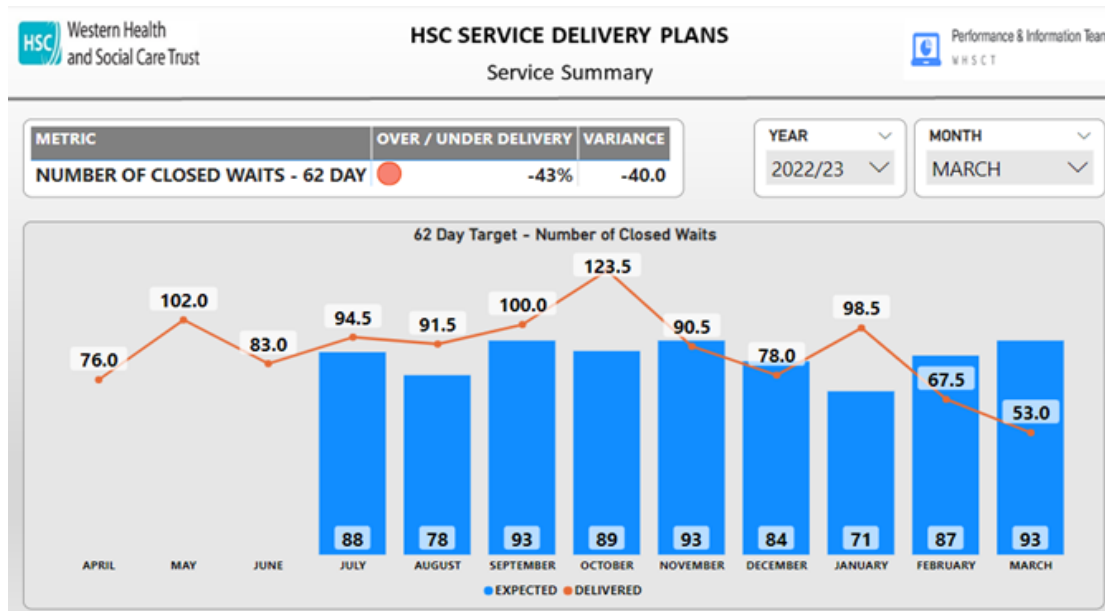 HSC
Western Health
and Social Care Trust
HSC SERVICE DELIVERY PLANS
Service Summary
Performance & Information Team
WHSCT
METRIC OVER / UNDER DELIVERY VARIANCE
NUMBER OF CLOSED WAITS - 62 DAY -43% -40.0
YEAR
2022/23
MONTH
MARCH
62 Day Target - Number of Closed Waits
76.0 102.0 83.0 94.5 91.5 100.0 123.5 90.5 78.0 98.5 67.5 53.0
88 78 93 89 93 84 71 87 93
APRIL MAY JUNE JULY AUGUST SEPTEMBER OCTOBER NOVEMBER DECEMBER JANUARY FEBRUARY MARCH
EXPECTED DELIVERED